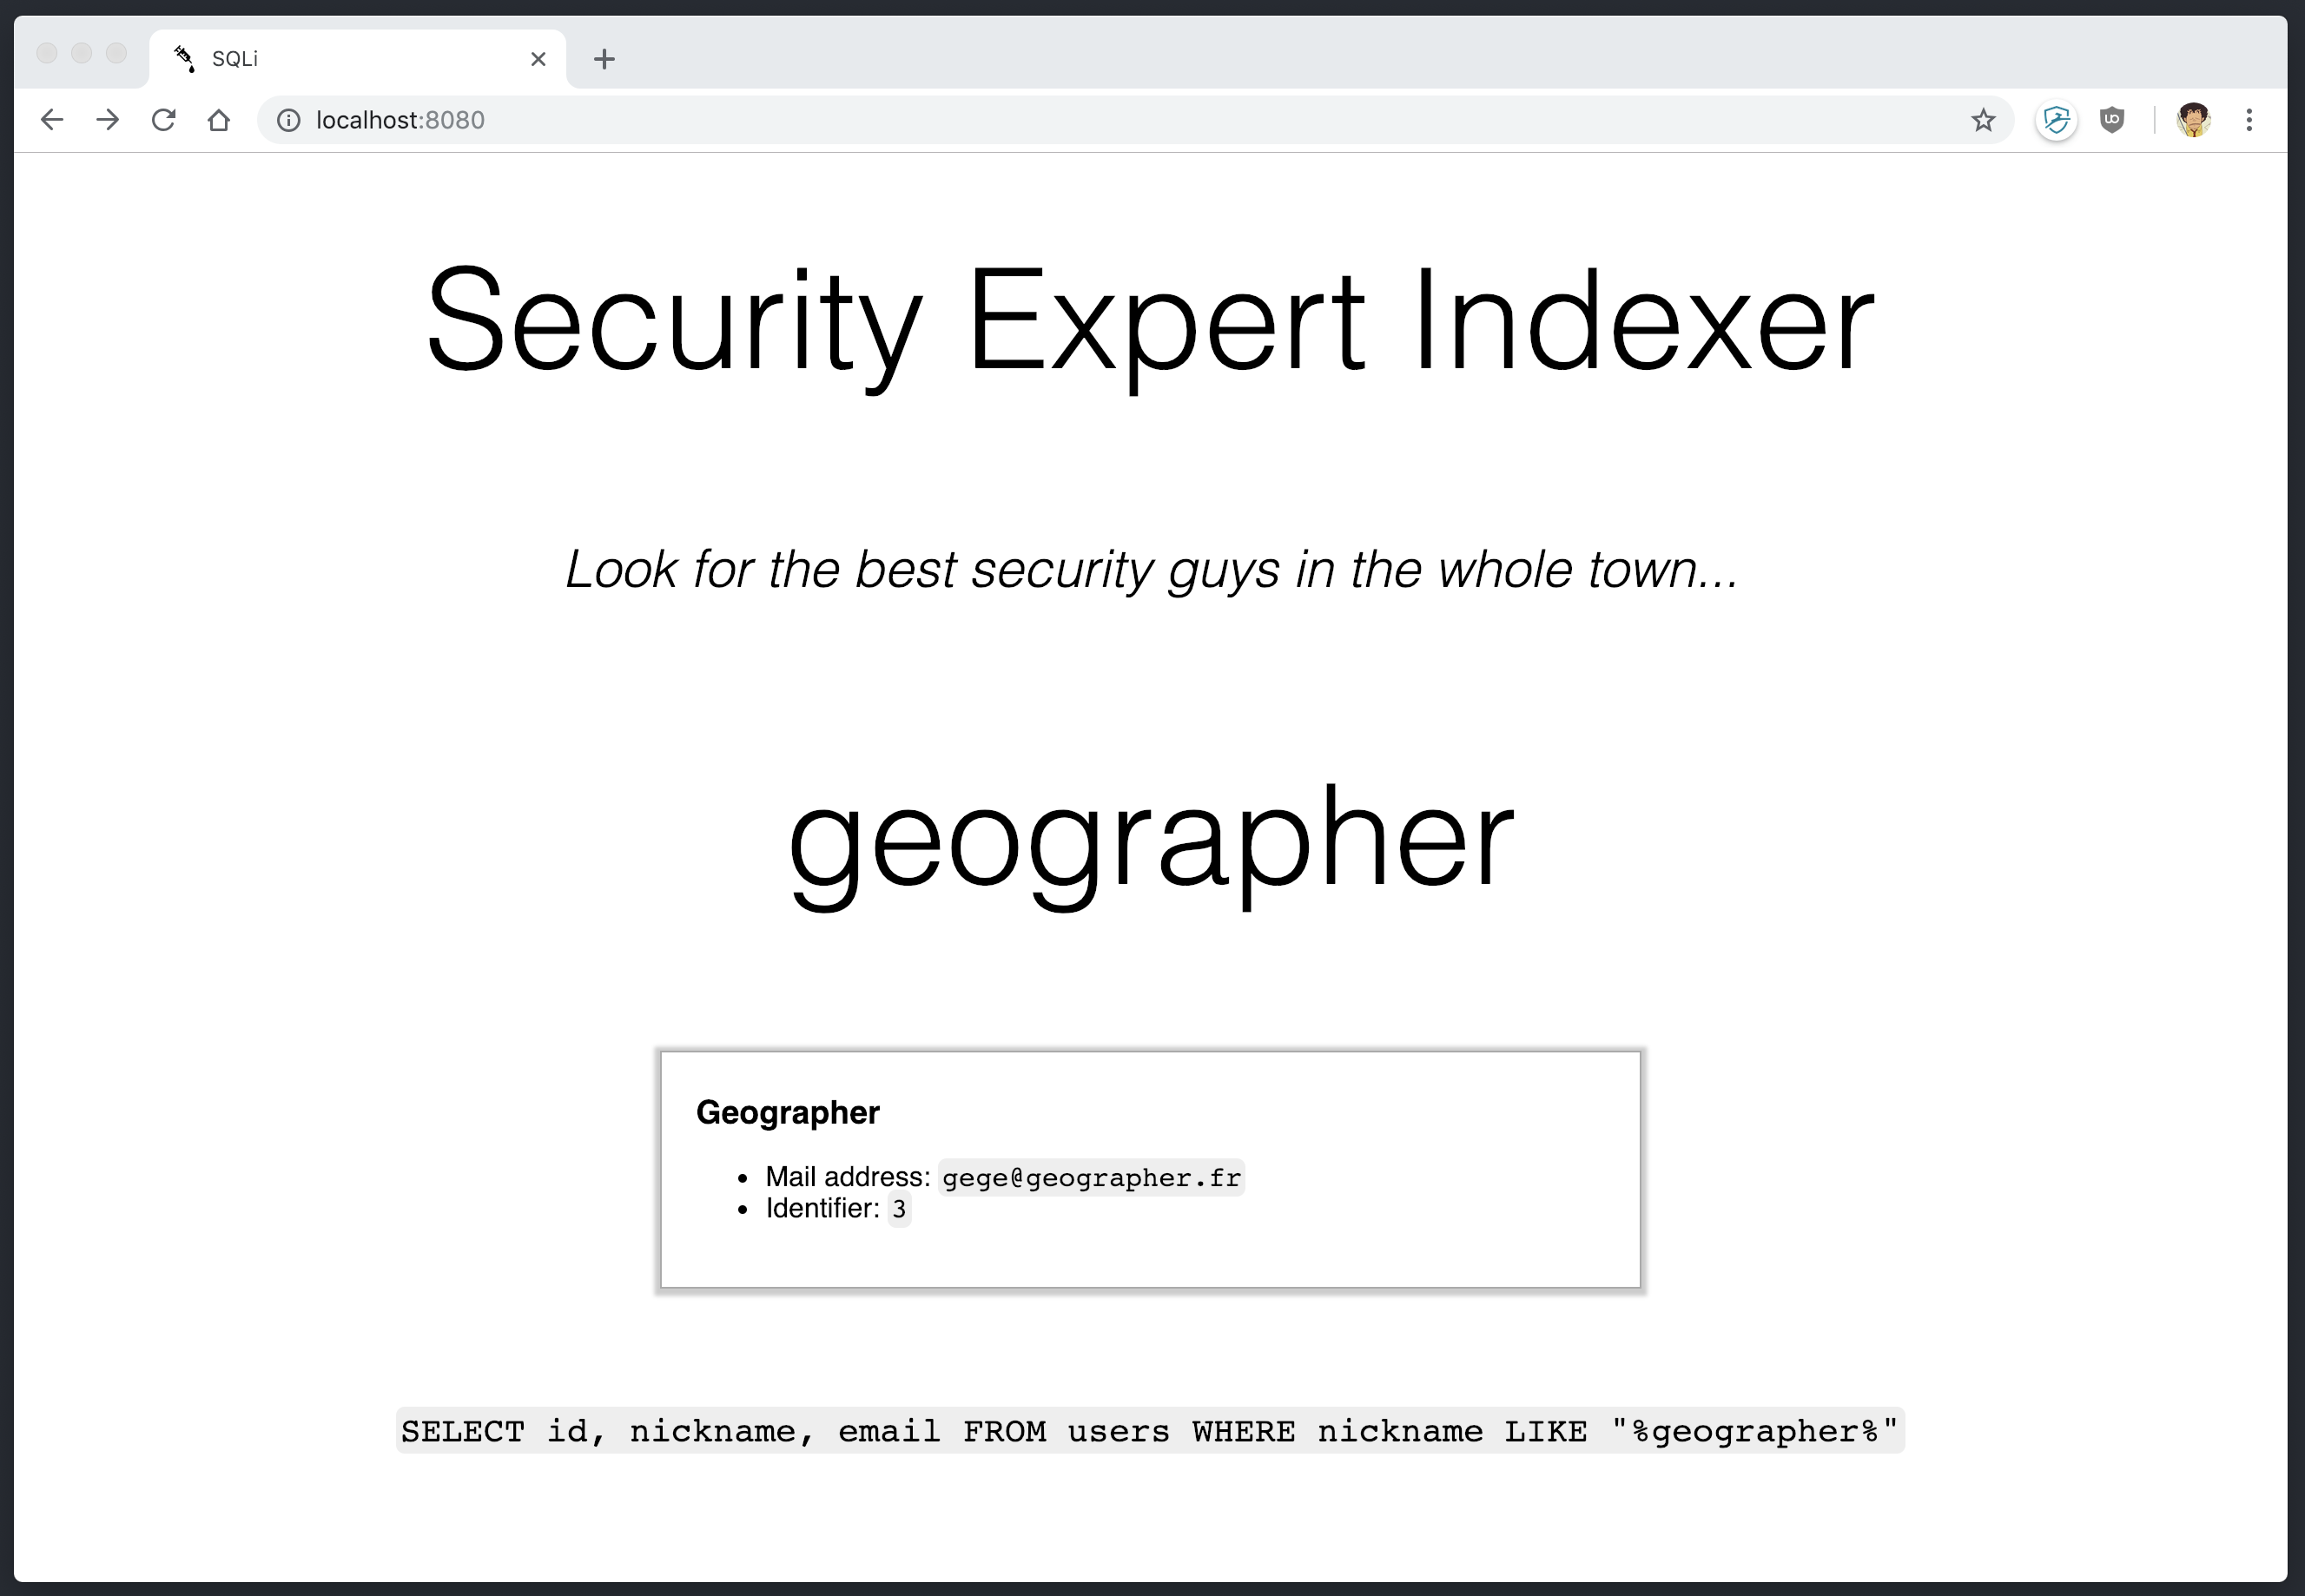 SQLi
localhost:8080
Security Expert Indexer
Look for the best security guys in the whole town...
geographer
Geographer
• Mail address: gege@geographer.fr
• Identifier: 3
SELECT id, nickname, email FROM users WHERE nickname LIKE "%geographer%"